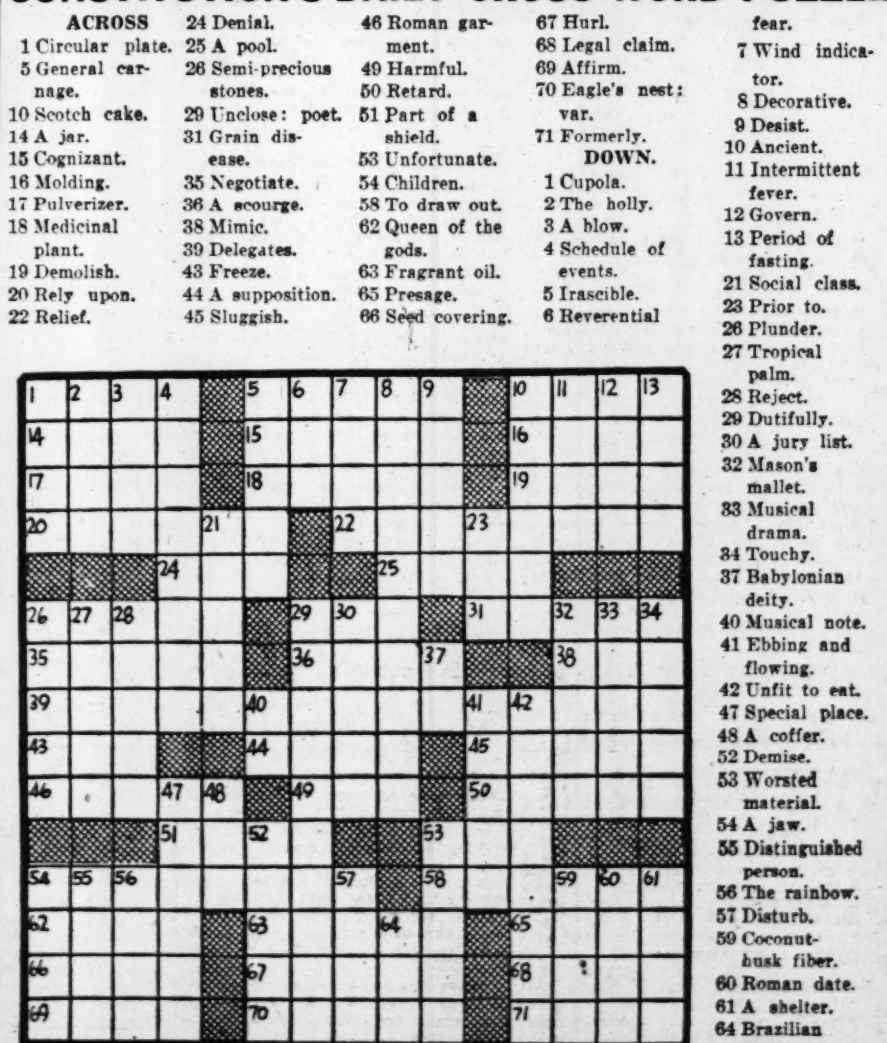 ACROSS
1 Circular plate.
5 General car-
nage.
10 Scotch cake.
14 A jar.
15 Cognizant.
16 Molding.
17 Pulverizer.
18 Medicinal
plant.
19 Demolish.
20 Rely upon.
22 Relief.
24 Denial.
25 A pool.
26 Semi-precious
stones.
29 Unclose: poet.
31 Grain dis-
ease.
35 Negotiate.
36 A scourge.
38 Mimic.
39 Delegates.
43 Freeze.
44 A supposition.
45 Sluggish.
46 Roman gar-
ment.
49 Harmful.
50 Retard.
51 Part of a
shield.
53 Unfortunate.
54 Children.
58 To draw out.
62 Queen of the
gods.
63 Fragrant oil.
65 Presage.
66 Seed covering.
67 Hurl.
68 Legal claim.
69 Affirm.
70 Eagle's nest:
var.
71 Formerly.
DOWN.
1 Cupola.
2 The holly.
3 A blow.
4 Schedule of
events.
5 Irascible.
6 Reverential
fear.
7 Wind indica-
tor.
8 Decorative.
9 Desist.
10 Ancient.
11 Intermittent
fever.
12 Govern.
13 Period of
fasting.
21 Social class.
23 Prior to.
26 Plunder.
27 Tropical
palm.
28 Reject.
29 Dutifully.
30 A jury list.
32 Mason's
mallet.
33 Musical
drama.
34 Touchy.
37 Babylonian
deity.
40 Musical note.
41 Ebbing and
flowing.
42 Unfit to eat.
47 Special place.
48 A coffer.
52 Demise.
53 Worsted
material.
54 A jaw.
55 Distinguished
person.
56 The rainbow.
57 Disturb.
59 Coconut-
husk fiber.
60 Roman date.
61 A shelter.
64 Brazilian
1 2 3 4 5 6 7 8 9 10 11 12 13
14 15 16
17 18 19
20 21 22 23
24 25
26 27 28 29 30 31 32 33 34
35 36 37 38
39 40 41 42
43 44 45
46 47 48 49 50
51 52 53
54 55 56 57 58 59 60 61
62 63 64 65
66 67 68
69 70 71